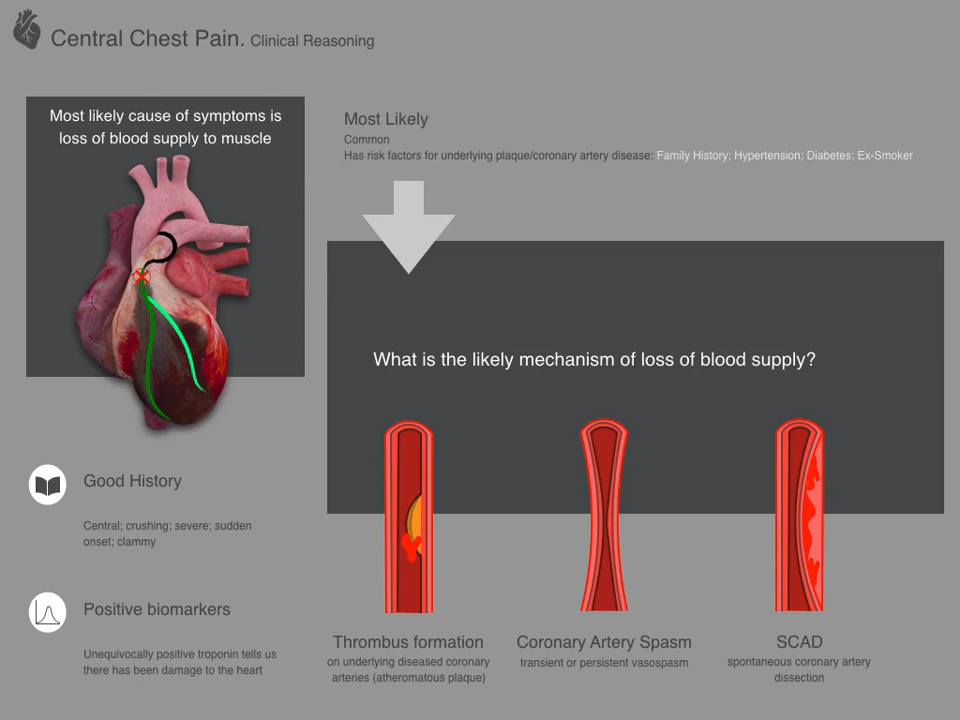 Central Chest Pain. Clinical Reasoning
Most likely cause of symptoms is
loss of blood supply to muscle
Most Likely
Common
Has risk factors for underlying plaque/coronary artery disease: Family History; Hypertension; Diabetes; Ex-Smoker
What is the likely mechanism of loss of blood supply?
Good History
Central; crushing; severe; sudden
onset; clammy
Positive biomarkers
Unequivocally positive troponin tells us
there has been damage to the heart
Thrombus formation
on underlying diseased coronary
arteries (atheromatous plaque)
Coronary Artery Spasm
transient or persistent vasospasm
SCAD
spontaneous coronary artery
dissection